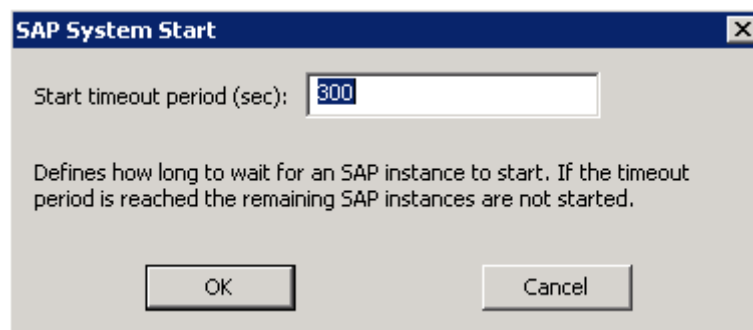 SAP System Start
Start timeout period (sec): 300
Defines how long to wait for an SAP instance to start. If the timeout
period is reached the remaining SAP instances are not started.
OK Cancel